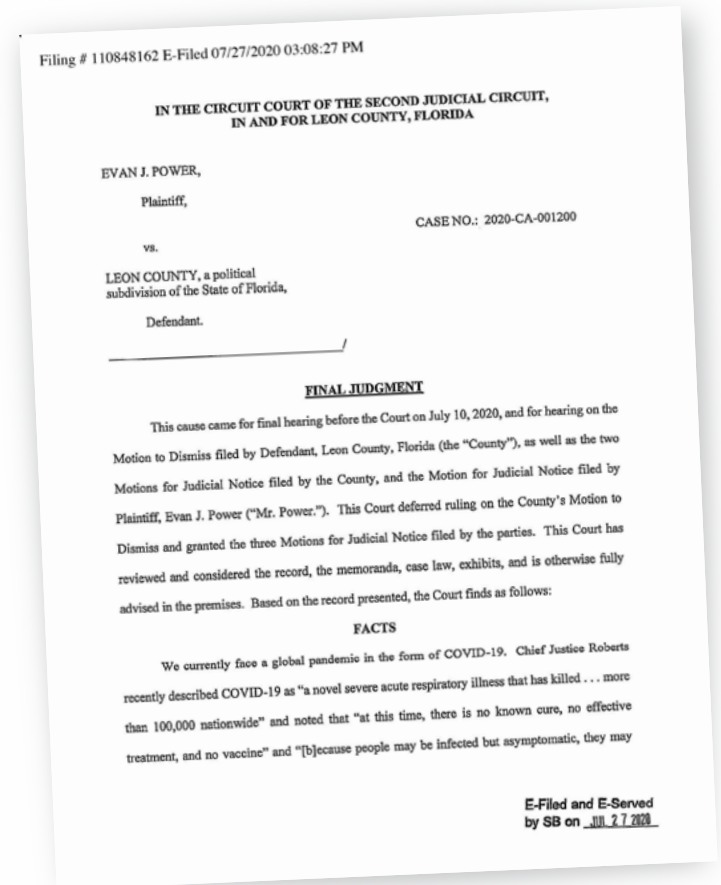 Filing # 110848162 E-Filed 07/27/2020 03:08:27 PM
IN THE CIRCUIT COURT OF THE SECOND JUDICIAL CIRCUIT,
IN AND FOR LEON COUNTY, FLORIDA
EVAN J. POWER,
Plaintiff,
CASE NO.: 2020-CA-001200
vs.
LEON COUNTY, a political
subdivision of the State of Florida,
Defendant.
/
FINAL JUDGMENT
This cause came for final hearing before the Court on July 10, 2020, and for hearing on the
Motion to Dismiss filed by Defendant, Leon County, Florida (the “County”), as well as the two
Motions for Judicial Notice filed by the County, and the Motion for Judicial Notice filed by
Plaintiff, Evan J. Power (“Mr. Power.”). This Court deferred ruling on the County’s Motion to
Dismiss and granted the three Motions for Judicial Notice filed by the parties. This Court has
reviewed and considered the record, the memoranda, case law, exhibits, and is otherwise fully
advised in the premises. Based on the record presented, the Court finds as follows:
FACTS
We currently face a global pandemic in the form of COVID-19. Chief Justice Roberts
recently described COVID-19 as “a novel severe acute respiratory illness that has killed . . . more
than 100,000 nationwide” and noted that “at this time, there is no known cure, no effective
treatment, and no vaccine” and “[b]ecause people may be infected but asymptomatic, they may
E-Filed and E-Served
by SB on JUL 27 2020